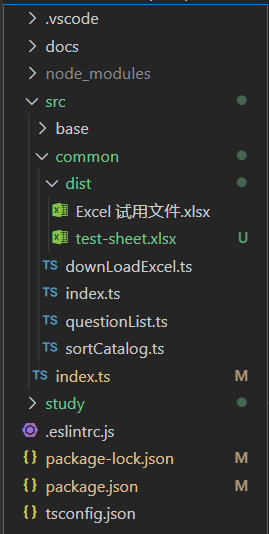 .vscode
docs
node_modules
src
base
common
dist
Excel 试用文件.xlsx
test-sheet.xlsx U
TS downLoadExcel.ts
TS index.ts
TS questionList.ts
TS sortCatalog.ts
TS index.ts M
study
.eslintrc.js
{} package-lock.json M
{} package.json M
tsconfig.json